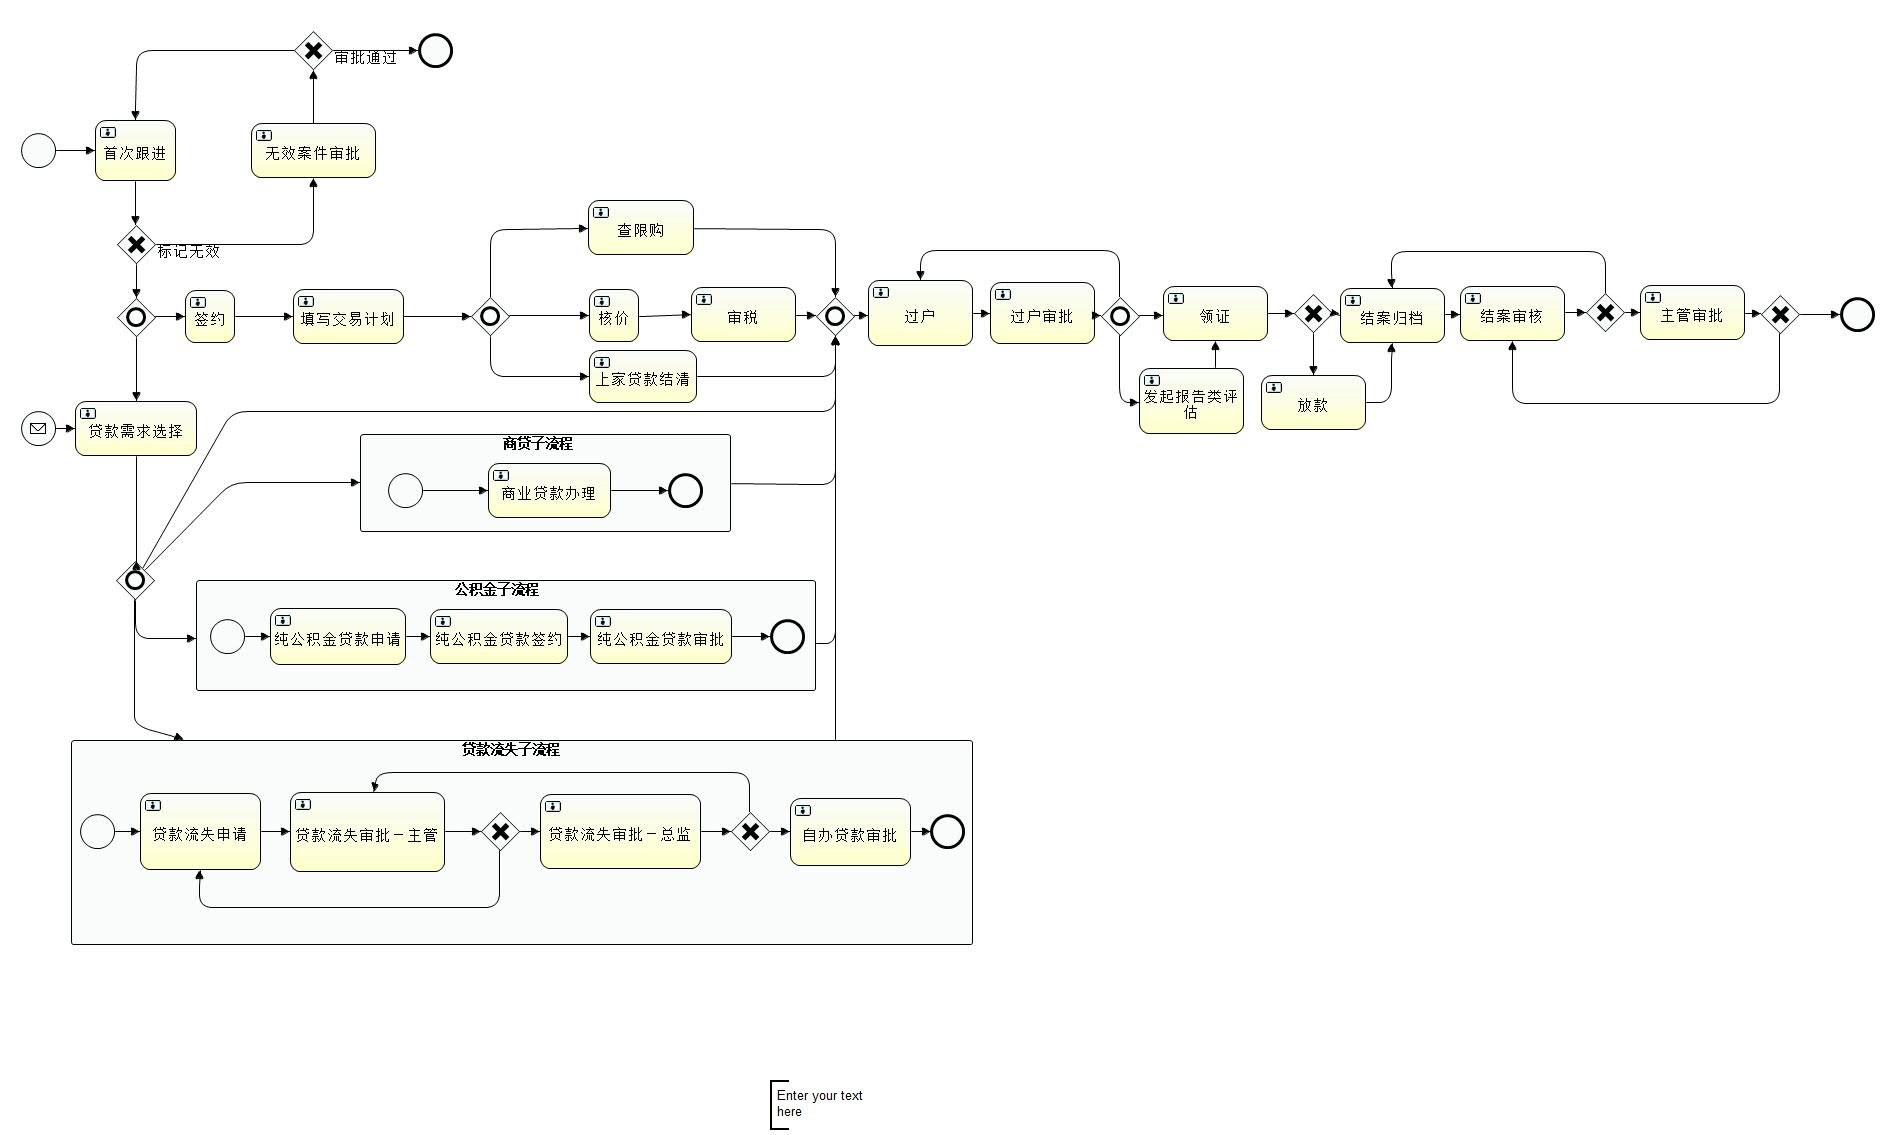 审批通过
首次跟进
无效案件审批
标记无效
查限购
签约
填写交易计划
核价
审税
上家贷款结清
过户
过户审批
领证
结案归档
结案审核
主管审批
发起报告类评
估
放款
贷款需求选择
商贷子流程
商业贷款办理
公积金子流程
纯公积金贷款申请
纯公积金贷款签约
纯公积金贷款审批
贷款流失子流程
贷款流失申请
贷款流失审批－主管
贷款流失审批－总监
自办贷款审批
Enter your text
here